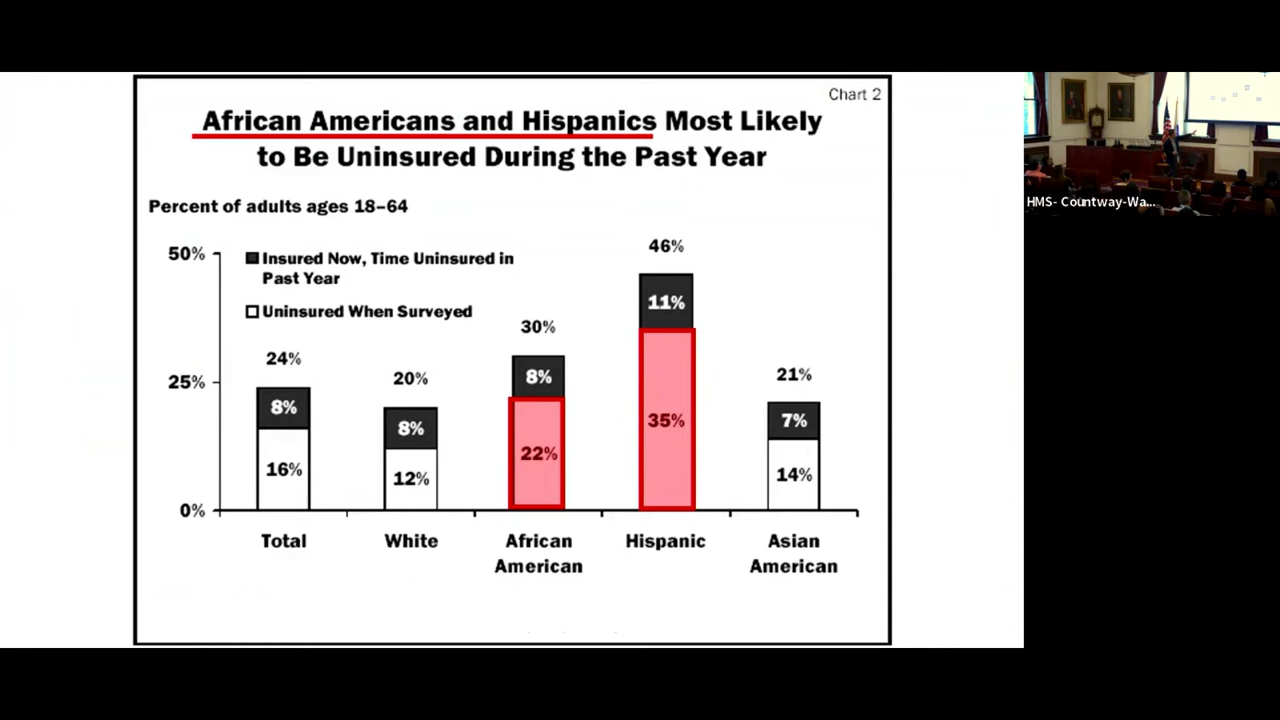 Chart 2
African Americans and Hispanics Most Likely
to Be Uninsured During the Past Year
Percent of adults ages 18–64
50%
25%
0%
Insured Now, Time Uninsured in
Past Year
Uninsured When Surveyed
24%
8%
16%
20%
8%
12%
30%
8%
22%
46%
11%
35%
21%
7%
14%
Total
White
African
American
Hispanic
Asian
American
HMS- Countway-Wa...